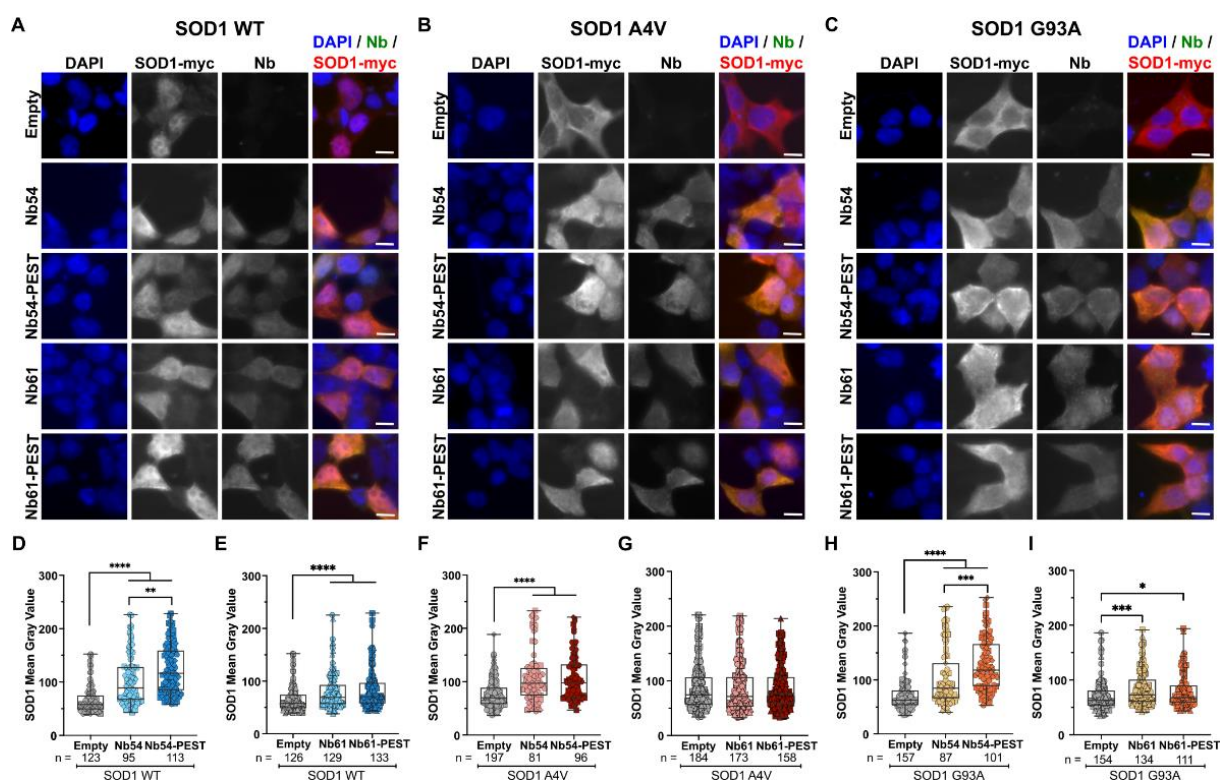 A
SOD1 WT
DAPI / Nb /
DAPI SOD1-myc Nb SOD1-myc
Empty
Nb54
Nb54-PEST
Nb61
Nb61-PEST
B
SOD1 A4V
DAPI / Nb /
DAPI SOD1-myc Nb SOD1-myc
Empty
Nb54
Nb54-PEST
Nb61
Nb61-PEST
C
SOD1 G93A
DAPI / Nb /
DAPI SOD1-myc Nb SOD1-myc
Empty
Nb54
Nb54-PEST
Nb61
Nb61-PEST
D
SOD1 Mean Gray Value
300
200
100
0
****
**
Empty Nb54 Nb54-PEST
n = 123 95 113
SOD1 WT
E
SOD1 Mean Gray Value
300
200
100
0
****
Empty Nb61 Nb61-PEST
n = 126 129 133
SOD1 WT
F
SOD1 Mean Gray Value
300
200
100
0
****
Empty Nb54 Nb54-PEST
n = 197 81 96
SOD1 A4V
G
SOD1 Mean Gray Value
300
200
100
0
Empty Nb61 Nb61-PEST
n = 184 173 158
SOD1 A4V
H
SOD1 Mean Gray Value
300
200
100
0
****
***
Empty Nb54 Nb54-PEST
n = 157 87 101
SOD1 G93A
I
SOD1 Mean Gray Value
300
200
100
0
*
***
Empty Nb61 Nb61-PEST
n = 154 134 111
SOD1 G93A